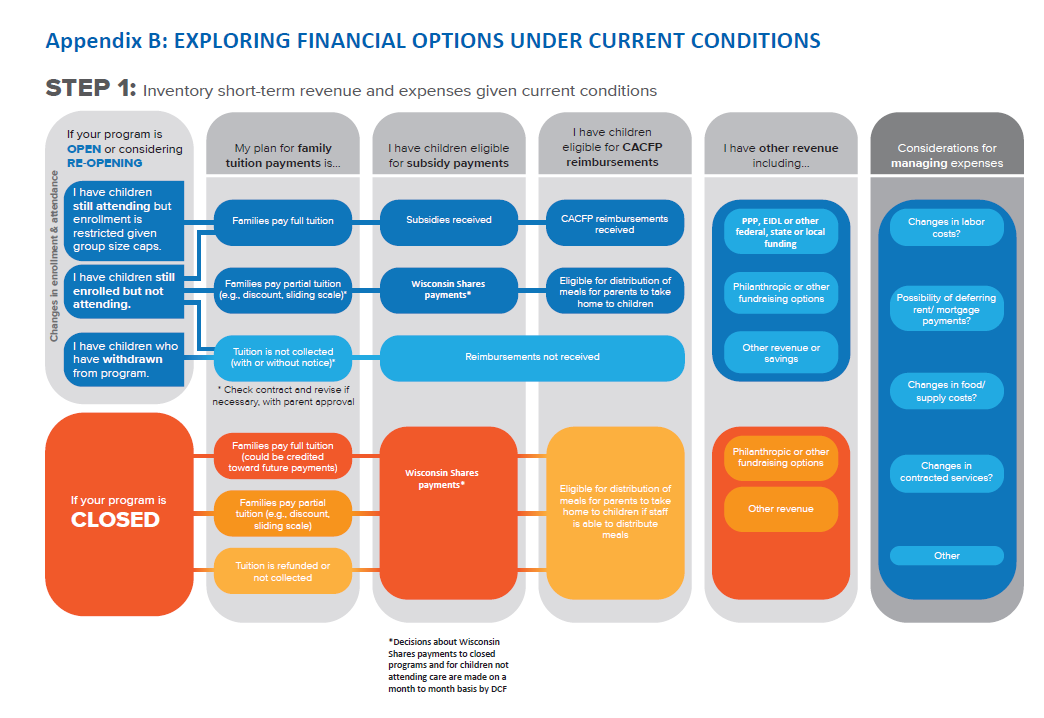 Appendix B: EXPLORING FINANCIAL OPTIONS UNDER CURRENT CONDITIONS
STEP 1: Inventory short-term revenue and expenses given current conditions
If your program is
OPEN or considering
RE-OPENING
My plan for family
tuition payments is...
I have children eligible
for subsidy payments
I have children
eligible for CACFP
reimbursements
I have other revenue
including...
Considerations for
managing expenses
Changes in enrollment & attendance
I have children
still attending but
enrollment is
restricted given
group size caps.
Families pay full tuition
Subsidies received
CACFP reimbursements
received
PPP, EIDL or other
federal, state or local
funding
Changes in labor
costs?
I have children still
enrolled but not
attending.
Families pay partial tuition
(e.g., discount, sliding scale)*
Wisconsin Shares
payments*
Eligible for distribution of
meals for parents to take
home to children
Philanthropic or other
fundraising options
Possibility of deferring
rent/ mortgage
payments?
I have children who
have withdrawn
from program.
Tuition is not collected
(with or without notice)*
Reimbursements not received
Other revenue or
savings
* Check contract and revise if
necessary, with parent approval
Changes in food/
supply costs?
If your program is
CLOSED
Families pay full tuition
(could be credited
toward future payments)
Families pay partial
tuition (e.g., discount,
sliding scale)
Tuition is refunded or
not collected
Wisconsin Shares
payments*
Eligible for distribution of
meals for parents to take
home to children if staff
is able to distribute
meals
Philanthropic or other
fundraising options
Other revenue
Changes in
contracted services?
Other
*Decisions about Wisconsin
Shares payments to closed
programs and for children not
attending care are made on a
month to month basis by DCF